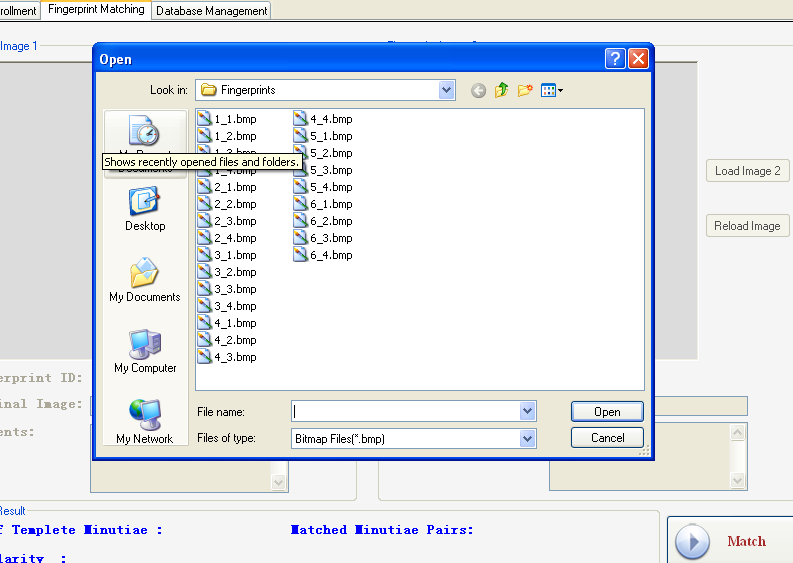 rollment Fingerprint Matching Database Management
Image 1
Open
Look in: Fingerprints
1_1.bmp 4_4.bmp
1_2.bmp 5_1.bmp
5_2.bmp
Shows recently opened files and folders.
5_3.bmp
Documents
Load Image 2
2_1.bmp 5_4.bmp
2_2.bmp 6_1.bmp
2_3.bmp 6_2.bmp
Desktop
Reload Image
2_4.bmp 6_3.bmp
3_1.bmp 6_4.bmp
3_2.bmp
3_3.bmp
My Documents
3_4.bmp
4_1.bmp
4_2.bmp
4_3.bmp
My Computer
erprint ID:
inal Image:
File name: Open
ents:
Files of type: Bitmap Files(*.bmp) Cancel
My Network
Result
f Templete Minutiae : Matched Minutiae Pairs:
Match
larity :